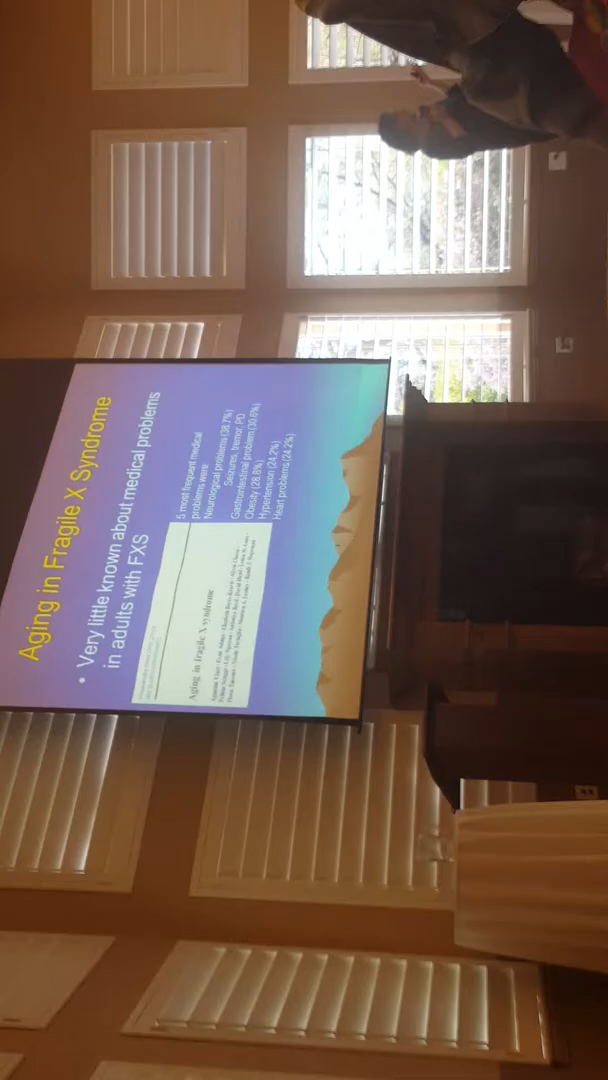 Aging in Fragile X Syndrome
• Very little known about medical problems
in adults with FXS
Aging in fragile X syndrome
5 most frequent medical
problems were
Neurological problems (38.7%)
Seizures, tremor, PD
Gastrointestinal problem (30.6%)
Obesity (28.8%)
Hypertension (24.2%)
Heart problems (24.2%)